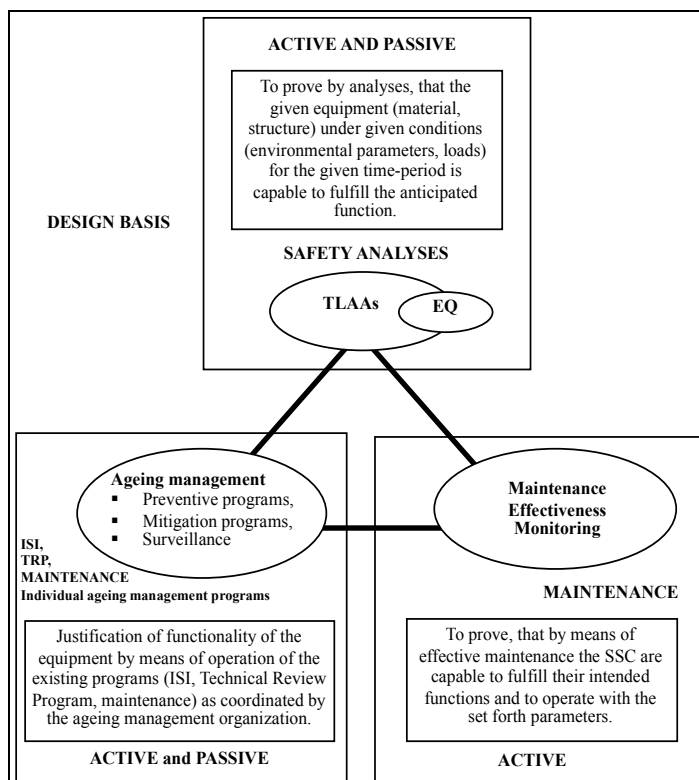 ACTIVE AND PASSIVE
To prove by analyses, that the
given equipment (material,
structure) under given conditions
(environmental parameters, loads)
for the given time-period is
capable to fulfill the anticipated
function.
DESIGN BASIS
SAFETY ANALYSES
TLAAs
EQ
Ageing management
▪ Preventive programs,
▪ Mitigation programs,
▪ Surveillance
ISI,
TRP,
MAINTENANCE
Individual ageing management programs
Justification of functionality of the
equipment by means of operation of the
existing programs (ISI, Technical Review
Program, maintenance) as coordinated by
the ageing management organization.
ACTIVE and PASSIVE
Maintenance
Effectiveness
Monitoring
MAINTENANCE
To prove, that by means of
effective maintenance the SSC are
capable to fulfill their intended
functions and to operate with the
set forth parameters.
ACTIVE